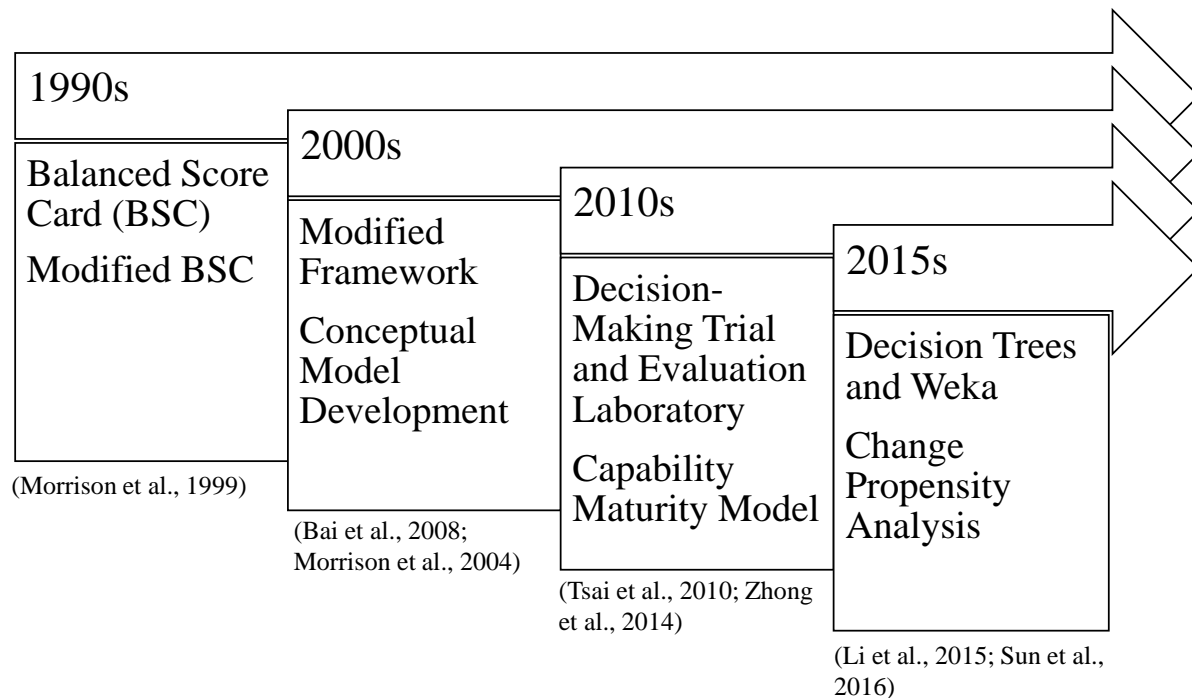 1990s
Balanced Score
Card (BSC)
Modified BSC
(Morrison et al., 1999)
2000s
Modified
Framework
Conceptual
Model
Development
(Bai et al., 2008;
Morrison et al., 2004)
2010s
Decision-
Making Trial
and Evaluation
Laboratory
Capability
Maturity Model
(Tsai et al., 2010; Zhong
et al., 2014)
2015s
Decision Trees
and Weka
Change
Propensity
Analysis
(Li et al., 2015; Sun et al.,
2016)